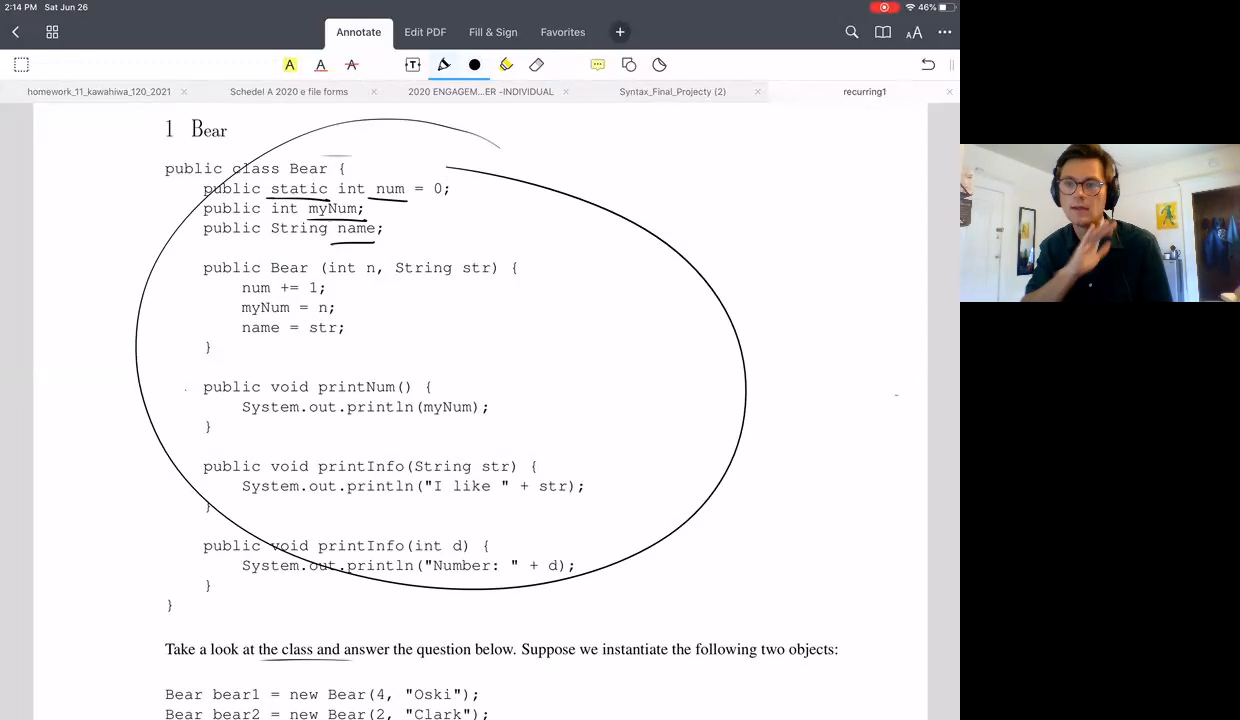 2:14 PM Sat Jun 26 46%
Annotate Edit PDF Fill & Sign Favorites +
AA
A A A T
homework_11_kawahiwa_120_2021 × Schedel A 2020 e file forms × 2020 ENGAGEM...ER -INDIVIDUAL × Syntax_Final_Projecty (2) × recurring1 ×
1 Bear
public class Bear {
public static int num = 0;
public int myNum;
public String name;
public Bear (int n, String str) {
num += 1;
myNum = n;
name = str;
}
public void printNum() {
System.out.println(myNum);
}
public void printInfo(String str) {
System.out.println("I like " + str);
}
public void printInfo(int d) {
System.out.println("Number: " + d);
}
}
Take a look at the class and answer the question below. Suppose we instantiate the following two objects:
Bear bear1 = new Bear(4, "Oski");
Bear bear2 = new Bear(2, "Clark");